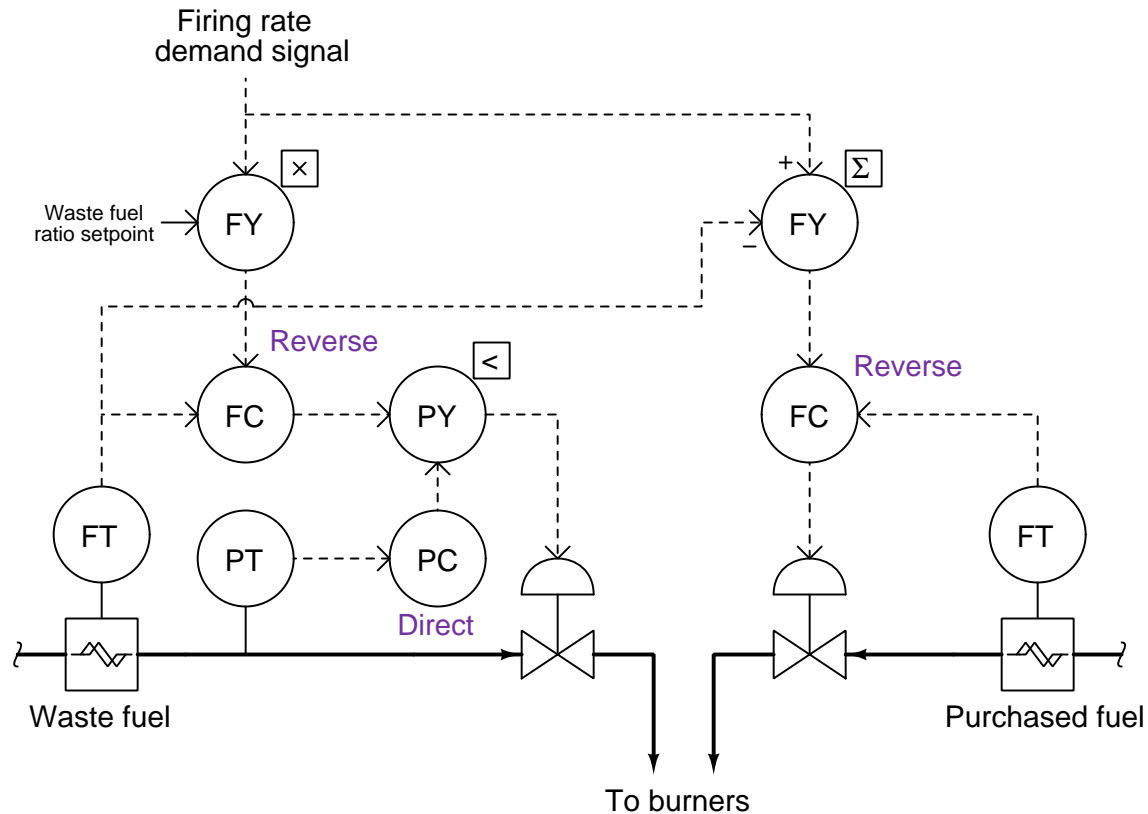 Firing rate
demand signal
×
+
Σ
Waste fuel
ratio setpoint
FY
FY
−
Reverse
<
Reverse
FC
PY
FC
FT
PT
PC
FT
Direct
Waste fuel
Purchased fuel
To burners